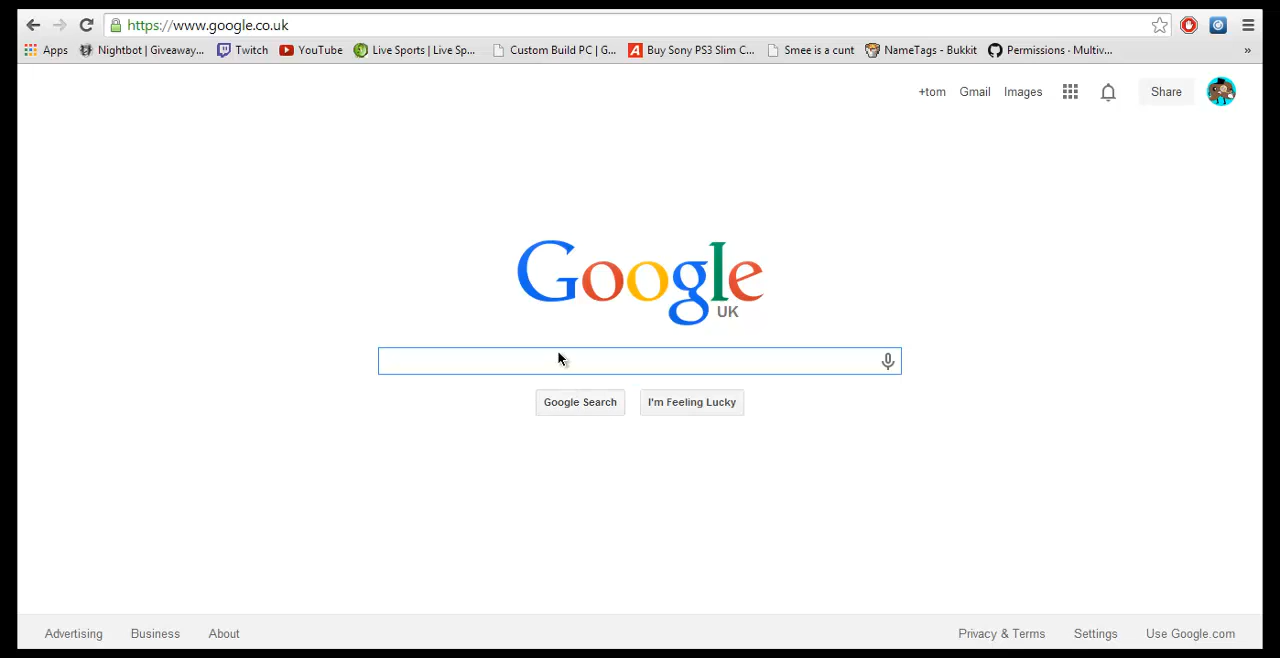 https://www.google.co.uk
Apps Nightbot | Giveaway... Twitch YouTube Live Sports | Live Sp... Custom Build PC | G... Buy Sony PS3 Slim C... Smee is a cunt NameTags - Bukkit Permissions · Multiv... »
+tom Gmail Images Share
Google
UK
Google Search I'm Feeling Lucky
Advertising Business About Privacy & Terms Settings Use Google.com